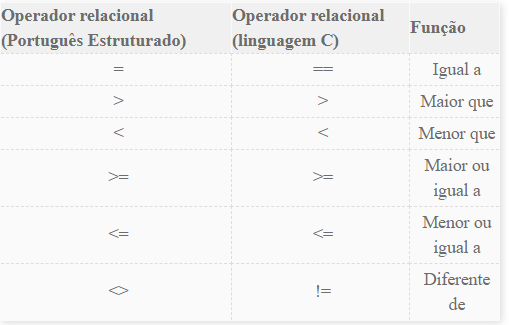 Operador relacional (Português Estruturado) Operador relacional (linguagem C) Função
= == Igual a
> > Maior que
< < Menor que
>= >= Maior ou igual a
<= <= Menor ou igual a
<> != Diferente de